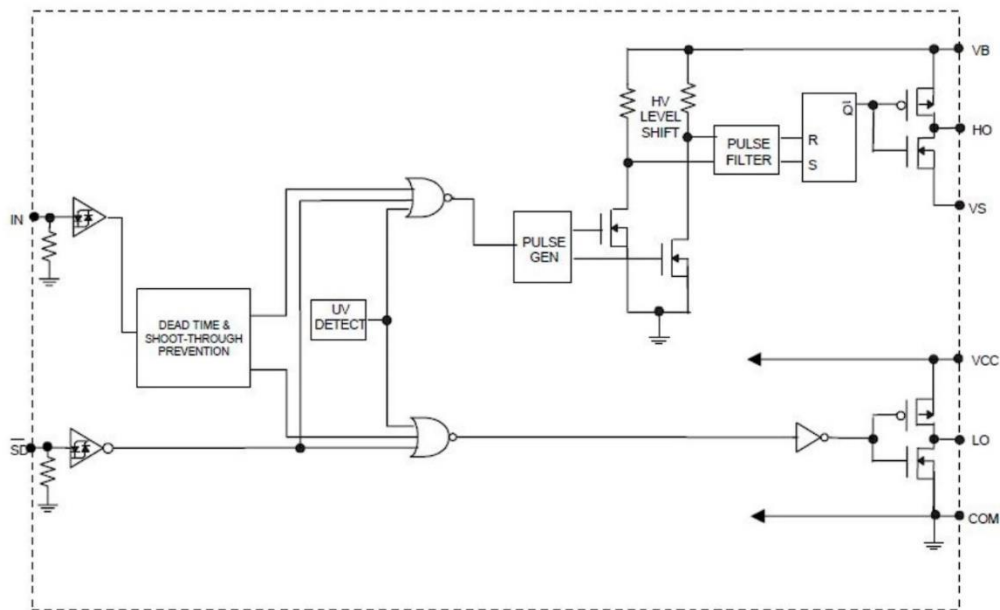 VB
HV
LEVEL
SHIFT
Q̅
R
S
PULSE
FILTER
HO
VS
IN
PULSE
GEN
DEAD TIME &
SHOOT-THROUGH
PREVENTION
UV
DETECT
VCC
S̅D̅
LO
COM